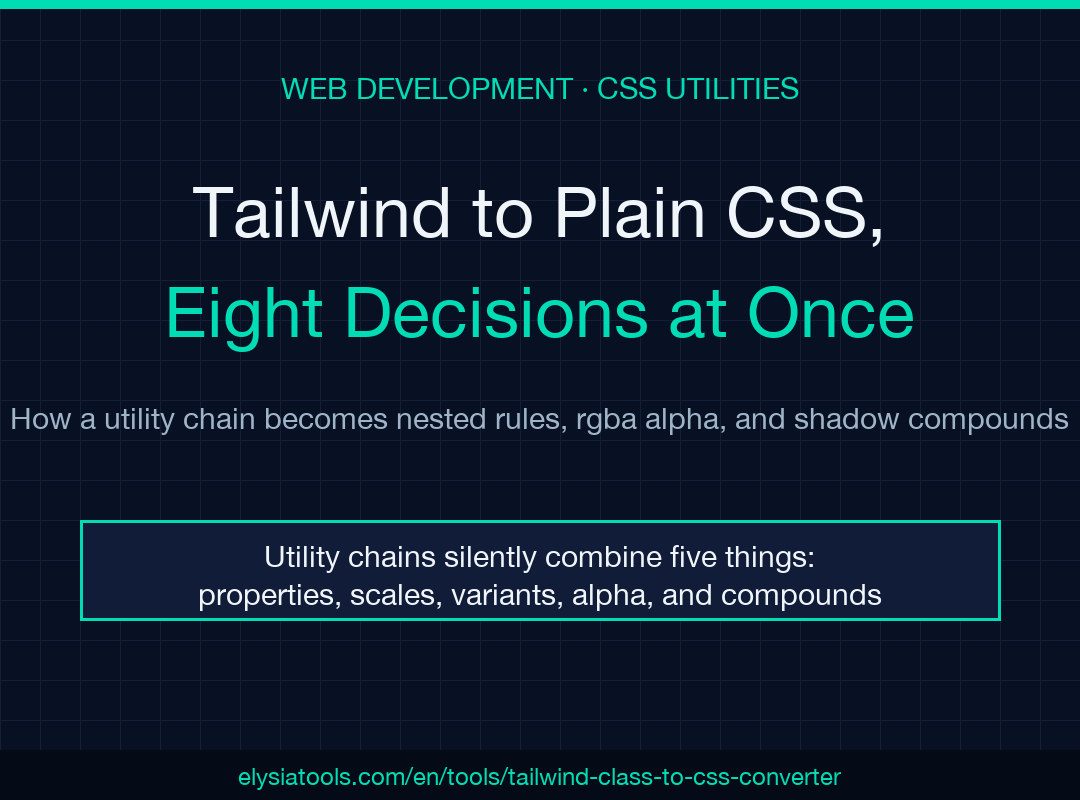 WEB DEVELOPMENT · CSS UTILITIES
Tailwind to Plain CSS,
Eight Decisions at Once
How a utility chain becomes nested rules, rgba alpha, and shadow compounds
Utility chains silently combine five things:
properties, scales, variants, alpha, and compounds
elysiatools.com/en/tools/tailwind-class-to-css-converter